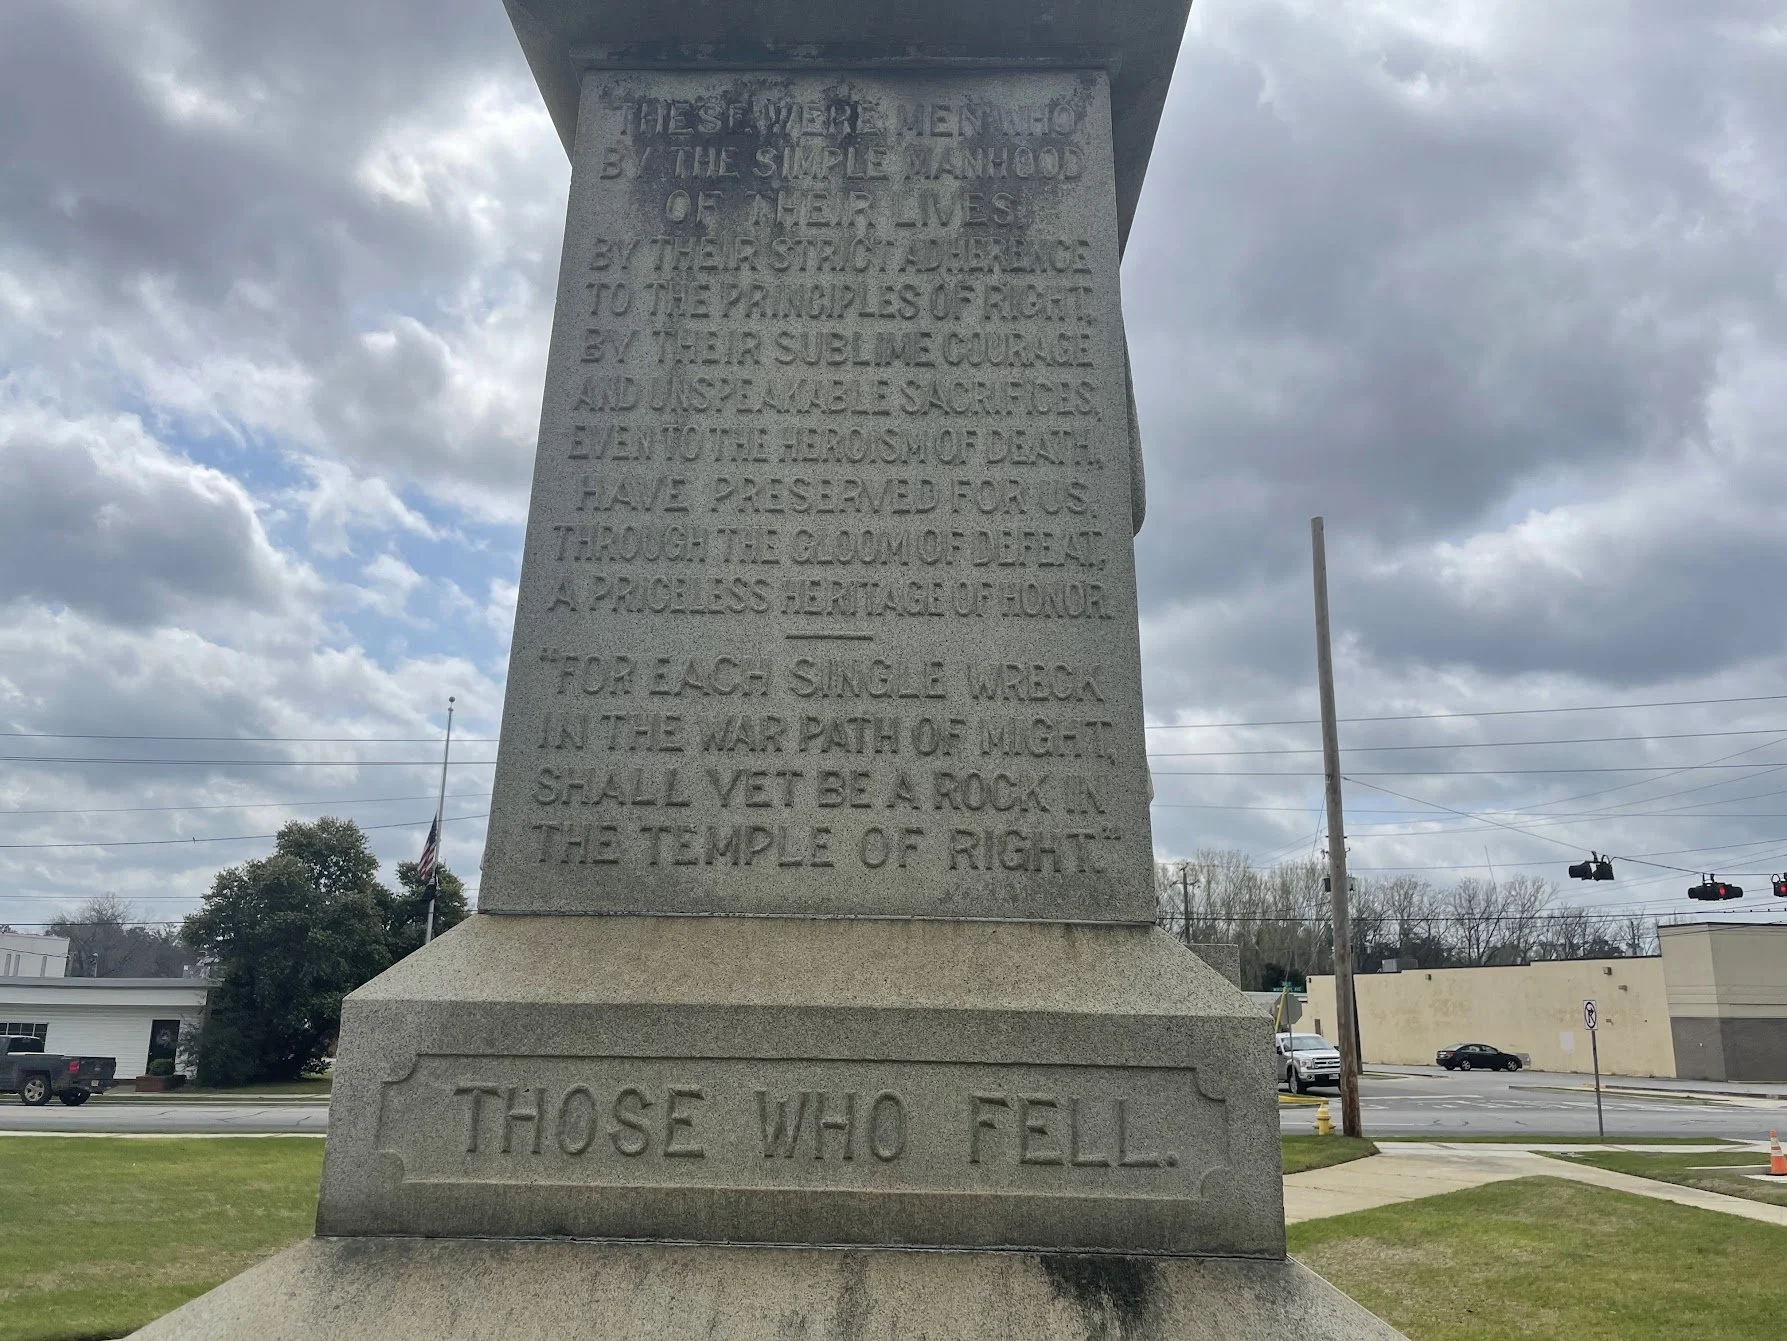 THESE WERE MEN WHO
BY THE SIMPLE MANHOOD
OF THEIR LIVES
BY THEIR STRICT ADHERENCE
TO THE PRINCIPLES OF RIGHT,
BY THEIR SUBLIME COURAGE
AND UNSPEAKABLE SACRIFICES,
EVEN TO THE HEROISM OF DEATH,
HAVE PRESERVED FOR US,
THROUGH THE GLOOM OF DEFEAT,
A PRICELESS HERITAGE OF HONOR.
"FOR EACH SINGLE WRECK
IN THE WAR PATH OF MIGHT,
SHALL YET BE A ROCK IN
THE TEMPLE OF RIGHT."
THOSE WHO FELL.